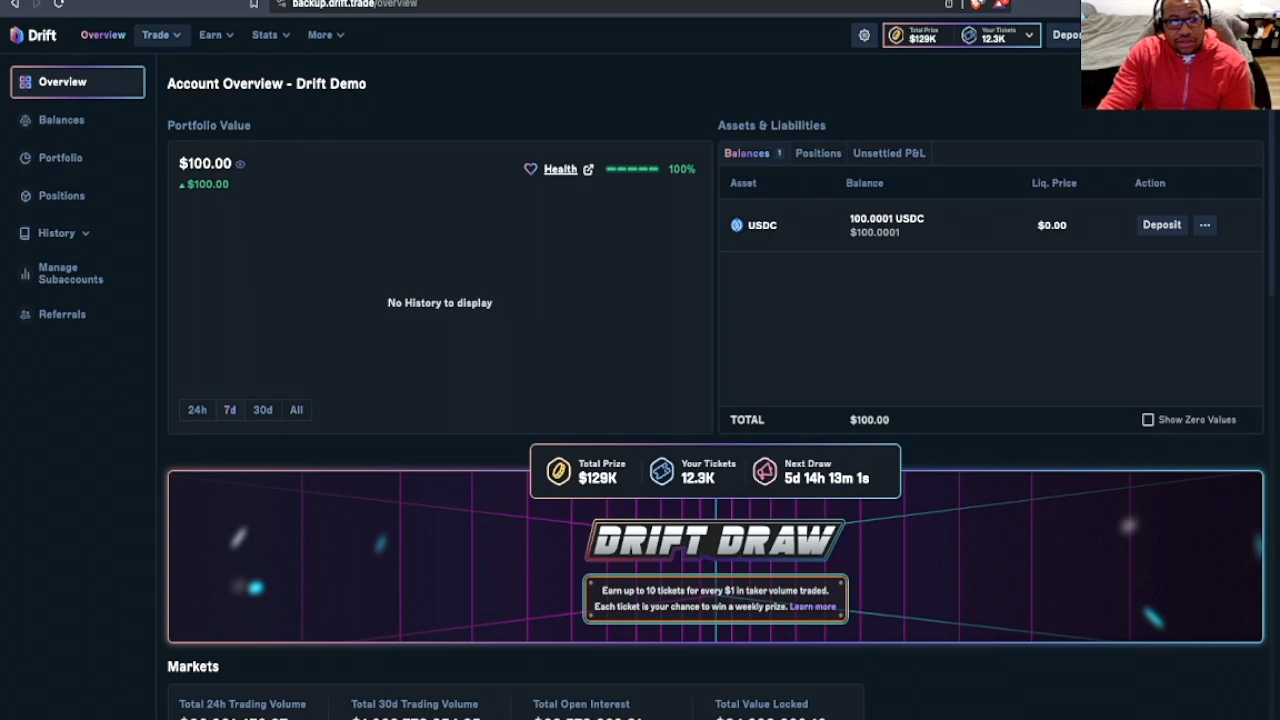 backup.drift.trade/overview
Drift
Overview
Trade
Earn
Stats
More
Total Prize
$129K
Your Tickets
12.3K
Overview
Balances
Portfolio
Positions
History
Manage
Subaccounts
Referrals
Account Overview - Drift Demo
Portfolio Value
$100.00
$100.00
Health
100%
No History to display
24h 7d 30d All
Assets & Liabilities
Balances 1 Positions Unsettled P&L
Asset Balance Liq. Price Action
USDC 100.0001 USDC $0.00 Deposit
$100.0001
TOTAL $100.00 Show Zero Values
Total Prize
$129K
Your Tickets
12.3K
Next Draw
5d 14h 13m 1s
DRIFT DRAW
Earn up to 10 tickets for every $1 in taker volume traded.
Each ticket is your chance to win a weekly prize. Learn more
Markets
Total 24h Trading Volume
Total 30d Trading Volume
Total Open Interest
Total Value Locked